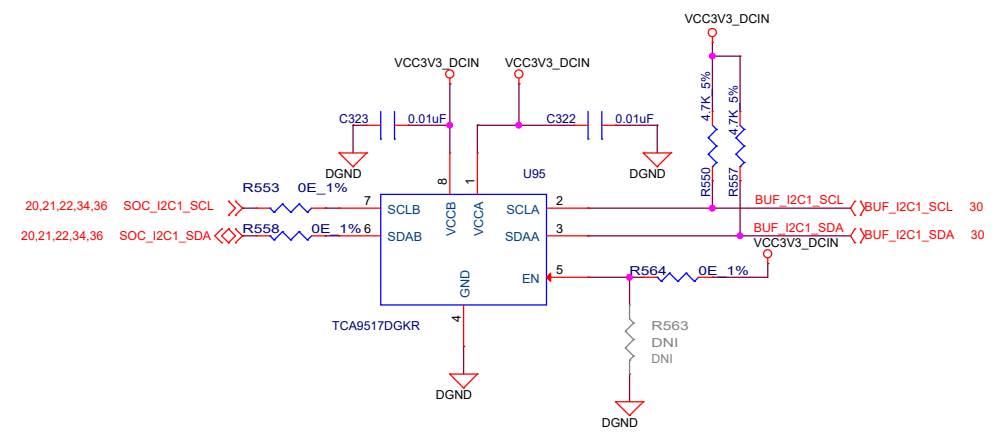 VCC3V3_DCIN
VCC3V3_DCIN VCC3V3_DCIN
4.7K 5%
4.7K 5%
C323 0.01uF
C322 0.01uF
DGND
DGND
R550
R557
U95
8
1
VCCB
VCCA
R553 0E_1%
20,21,22,34,36 SOC_I2C1_SCL
7 SCLB
SCLA 2
BUF_I2C1_SCL
BUF_I2C1_SCL 30
20,21,22,34,36 SOC_I2C1_SDA
R558 0E_1%
6 SDAB
SDAA 3
BUF_I2C1_SDA
BUF_I2C1_SDA 30
VCC3V3_DCIN
GND
EN 5
R564 0E_1%
4
TCA9517DGKR
R563
DNI
DNI
DGND
DGND